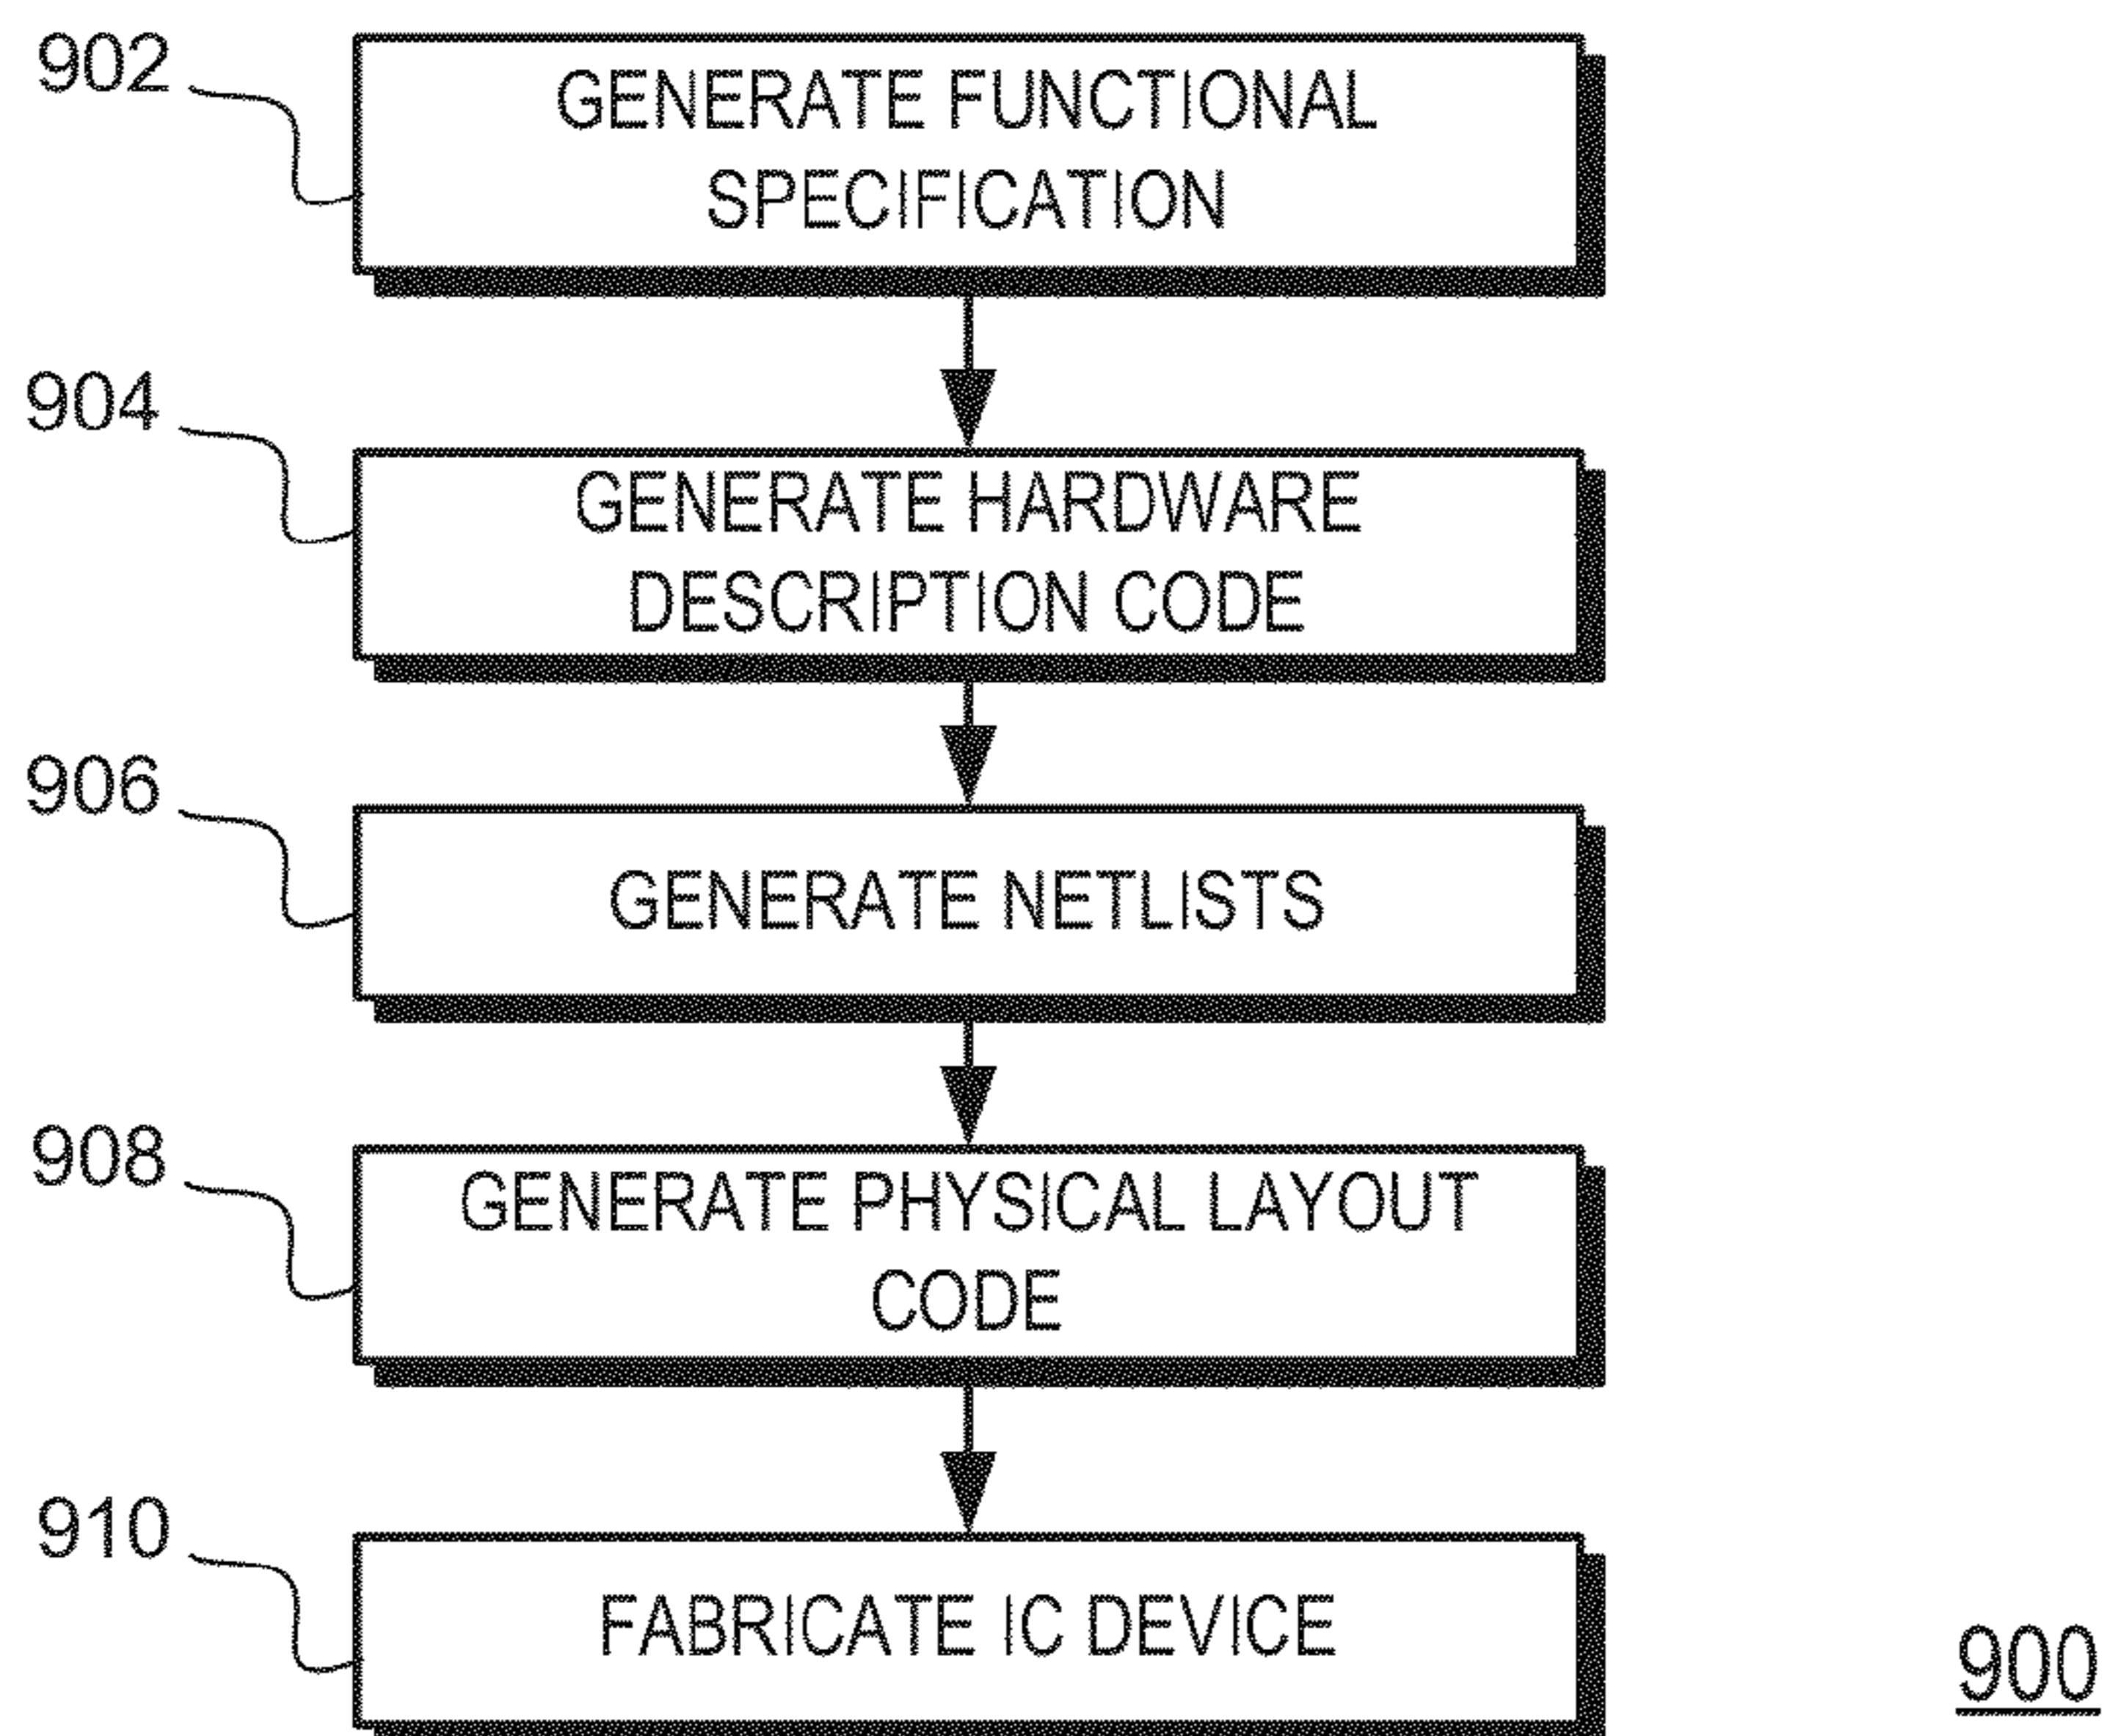 902
GENERATE FUNCTIONAL
SPECIFICATION
904
GENERATE HARDWARE
DESCRIPTION CODE
906
GENERATE NETLISTS
908
GENERATE PHYSICAL LAYOUT
CODE
910
FABRICATE IC DEVICE
900